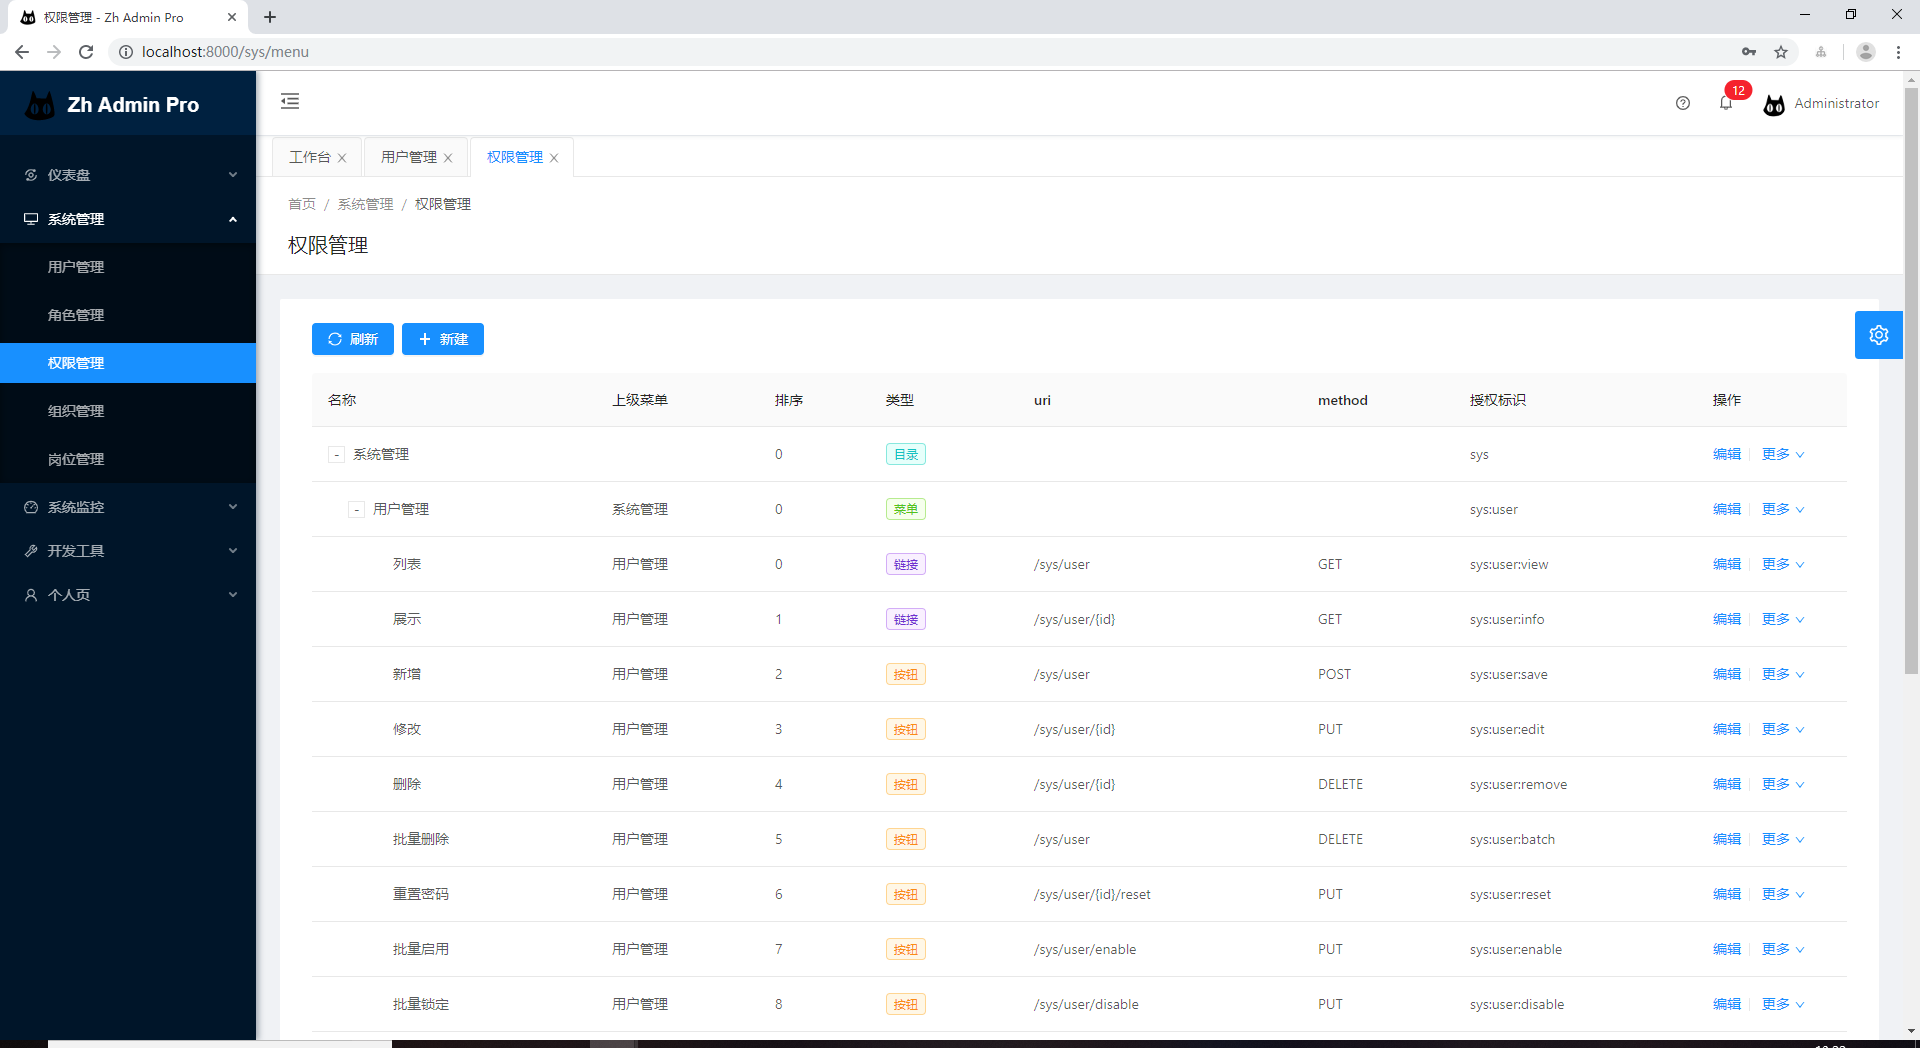 权限管理 - Zh Admin Pro
localhost:8000/sys/menu
Zh Admin Pro
12
Administrator
仪表盘
系统管理
用户管理
角色管理
权限管理
组织管理
岗位管理
系统监控
开发工具
个人页
工作台 用户管理 权限管理
首页 / 系统管理 / 权限管理
权限管理
刷新 新建
名称 上级菜单 排序 类型 uri method 授权标识 操作
- 系统管理 0 目录 sys 编辑 更多
- 用户管理 系统管理 0 菜单 sys:user 编辑 更多
列表 用户管理 0 链接 /sys/user GET sys:user:view 编辑 更多
展示 用户管理 1 链接 /sys/user/{id} GET sys:user:info 编辑 更多
新增 用户管理 2 按钮 /sys/user POST sys:user:save 编辑 更多
修改 用户管理 3 按钮 /sys/user/{id} PUT sys:user:edit 编辑 更多
删除 用户管理 4 按钮 /sys/user/{id} DELETE sys:user:remove 编辑 更多
批量删除 用户管理 5 按钮 /sys/user DELETE sys:user:batch 编辑 更多
重置密码 用户管理 6 按钮 /sys/user/{id}/reset PUT sys:user:reset 编辑 更多
批量启用 用户管理 7 按钮 /sys/user/enable PUT sys:user:enable 编辑 更多
批量锁定 用户管理 8 按钮 /sys/user/disable PUT sys:user:disable 编辑 更多